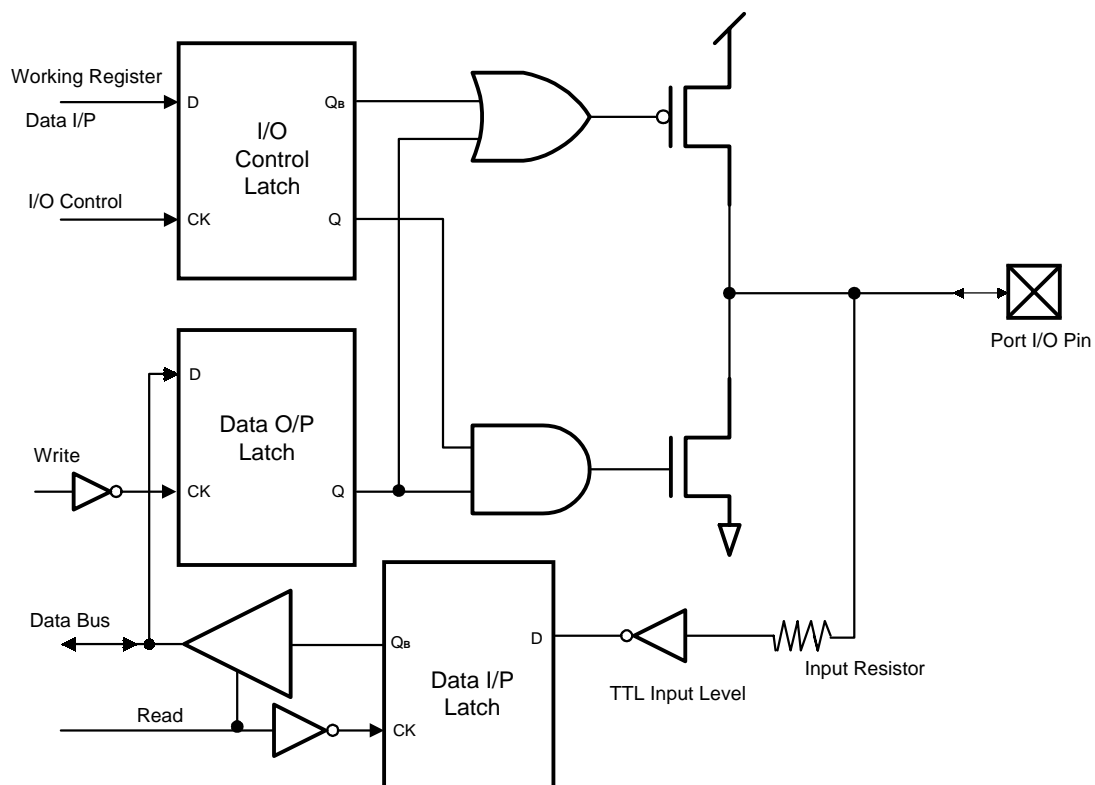 Working Register
Data I/P
I/O Control
D
CK
QB
Q
I/O
Control
Latch
Port I/O Pin
D
CK
Q
Data O/P
Latch
Write
Data Bus
Read
QB
D
CK
Data I/P
Latch
TTL Input Level
Input Resistor